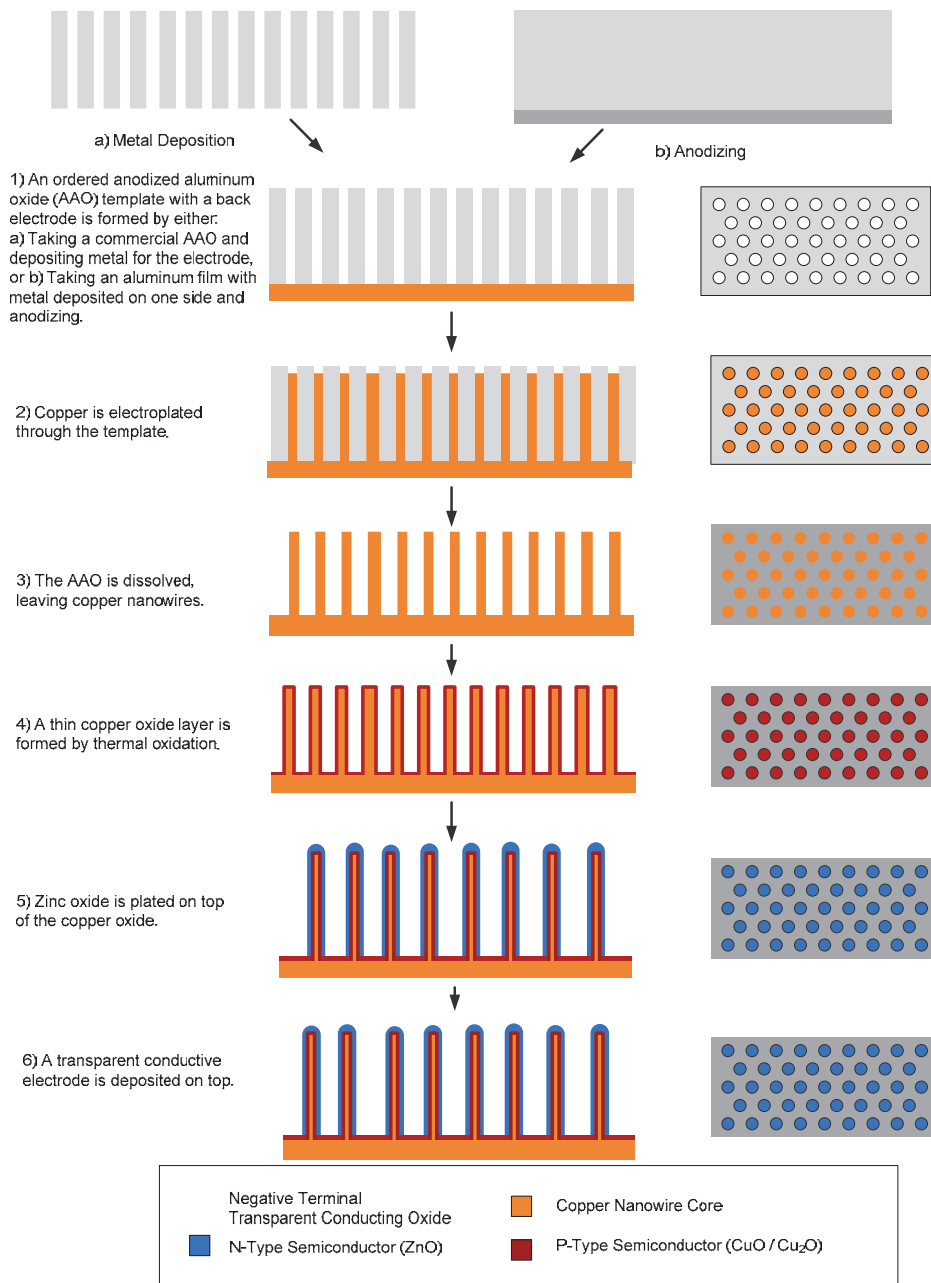 a) Metal Deposition
b) Anodizing
1) An ordered anodized aluminum
oxide (AAO) template with a back
electrode is formed by either:
a) Taking a commercial AAO and
depositing metal for the electrode,
or b) Taking an aluminum film with
metal deposited on one side and
anodizing.
2) Copper is electroplated
through the template.
3) The AAO is dissolved,
leaving copper nanowires.
4) A thin copper oxide layer is
formed by thermal oxidation.
5) Zinc oxide is plated on top
of the copper oxide.
6) A transparent conductive
electrode is deposited on top.
Negative Terminal
Transparent Conducting Oxide
Copper Nanowire Core
N-Type Semiconductor (ZnO)
P-Type Semiconductor (CuO / Cu₂O)